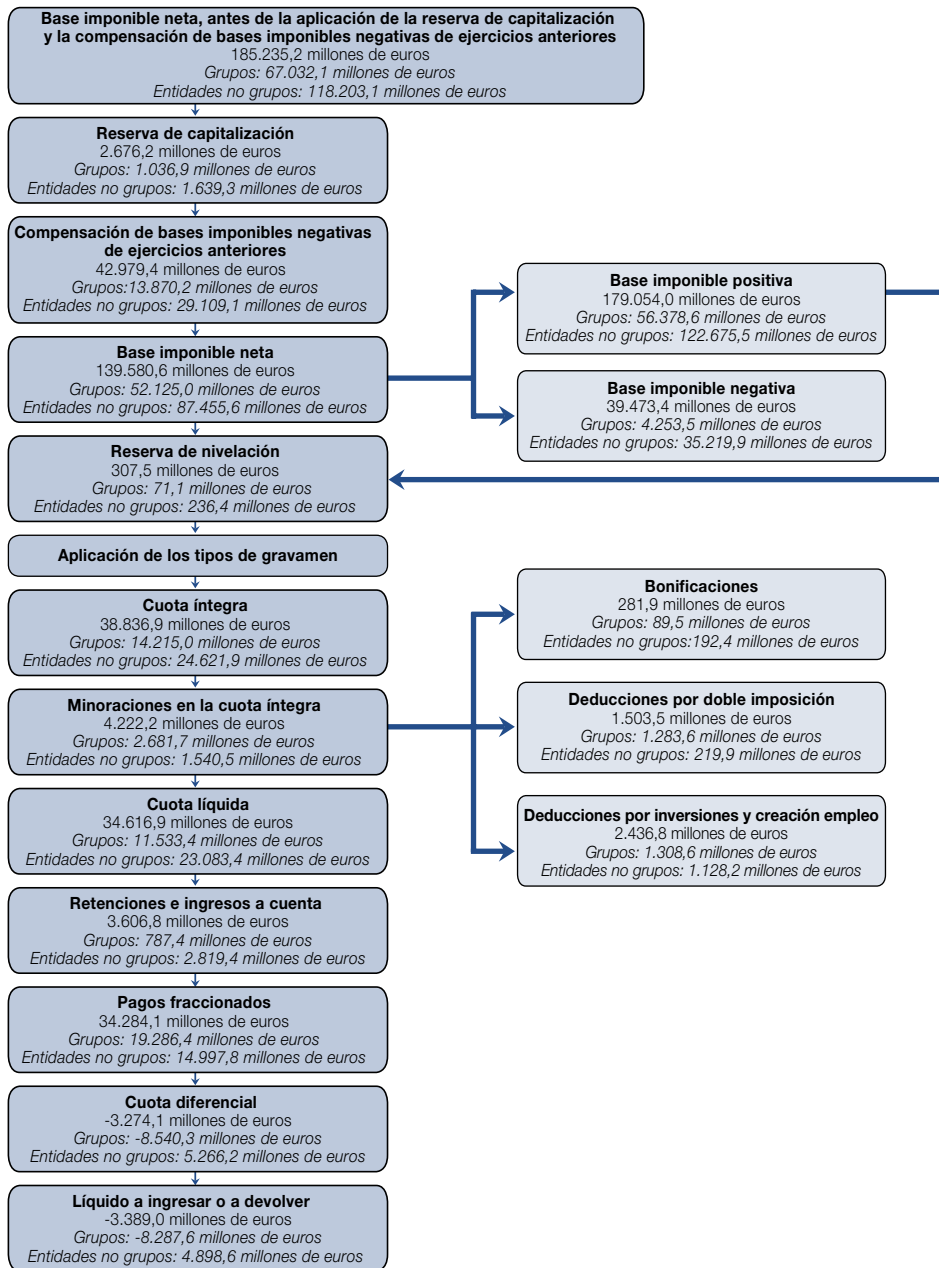 Base imponible neta, antes de la aplicación de la reserva de capitalización
y la compensación de bases imponibles negativas de ejercicios anteriores
185.235,2 millones de euros
Grupos: 67.032,1 millones de euros
Entidades no grupos: 118.203,1 millones de euros
Reserva de capitalización
2.676,2 millones de euros
Grupos: 1.036,9 millones de euros
Entidades no grupos: 1.639,3 millones de euros
Compensación de bases imponibles negativas
de ejercicios anteriores
42.979,4 millones de euros
Grupos:13.870,2 millones de euros
Entidades no grupos: 29.109,1 millones de euros
Base imponible positiva
179.054,0 millones de euros
Grupos: 56.378,6 millones de euros
Entidades no grupos: 122.675,5 millones de euros
Base imponible neta
139.580,6 millones de euros
Grupos: 52.125,0 millones de euros
Entidades no grupos: 87.455,6 millones de euros
Base imponible negativa
39.473,4 millones de euros
Grupos: 4.253,5 millones de euros
Entidades no grupos: 35.219,9 millones de euros
Reserva de nivelación
307,5 millones de euros
Grupos: 71,1 millones de euros
Entidades no grupos: 236,4 millones de euros
Aplicación de los tipos de gravamen
Cuota íntegra
38.836,9 millones de euros
Grupos: 14.215,0 millones de euros
Entidades no grupos: 24.621,9 millones de euros
Bonificaciones
281,9 millones de euros
Grupos: 89,5 millones de euros
Entidades no grupos:192,4 millones de euros
Minoraciones en la cuota íntegra
4.222,2 millones de euros
Grupos: 2.681,7 millones de euros
Entidades no grupos: 1.540,5 millones de euros
Deducciones por doble imposición
1.503,5 millones de euros
Grupos: 1.283,6 millones de euros
Entidades no grupos: 219,9 millones de euros
Cuota líquida
34.616,9 millones de euros
Grupos: 11.533,4 millones de euros
Entidades no grupos: 23.083,4 millones de euros
Deducciones por inversiones y creación empleo
2.436,8 millones de euros
Grupos: 1.308,6 millones de euros
Entidades no grupos: 1.128,2 millones de euros
Retenciones e ingresos a cuenta
3.606,8 millones de euros
Grupos: 787,4 millones de euros
Entidades no grupos: 2.819,4 millones de euros
Pagos fraccionados
34.284,1 millones de euros
Grupos: 19.286,4 millones de euros
Entidades no grupos: 14.997,8 millones de euros
Cuota diferencial
-3.274,1 millones de euros
Grupos: -8.540,3 millones de euros
Entidades no grupos: 5.266,2 millones de euros
Líquido a ingresar o a devolver
-3.389,0 millones de euros
Grupos: -8.287,6 millones de euros
Entidades no grupos: 4.898,6 millones de euros